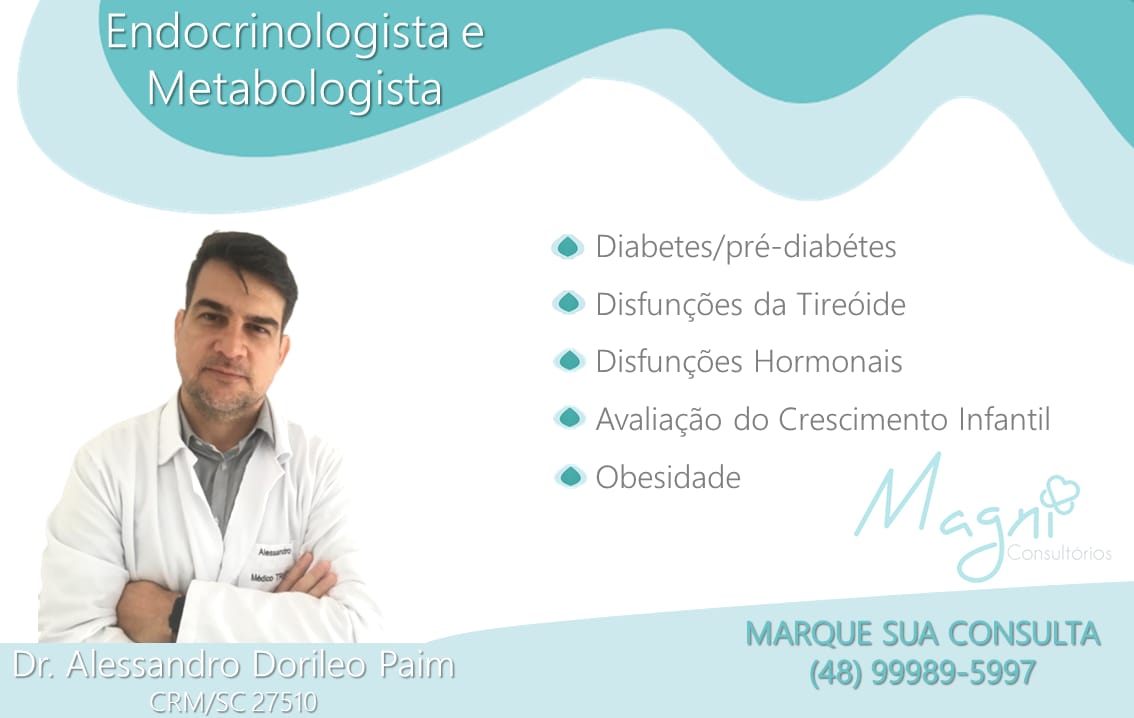 Endocrinologista e
Metabologista
Diabetes/pré-diabétes
Disfunções da Tireóide
Disfunções Hormonais
Avaliação do Crescimento Infantil
Obesidade
Magni
Consultórios
Alessandro
Médico
MARQUE SUA CONSULTA
(48) 99989-5997
Dr. Alessandro Dorileo Paim
CRM/SC 27510